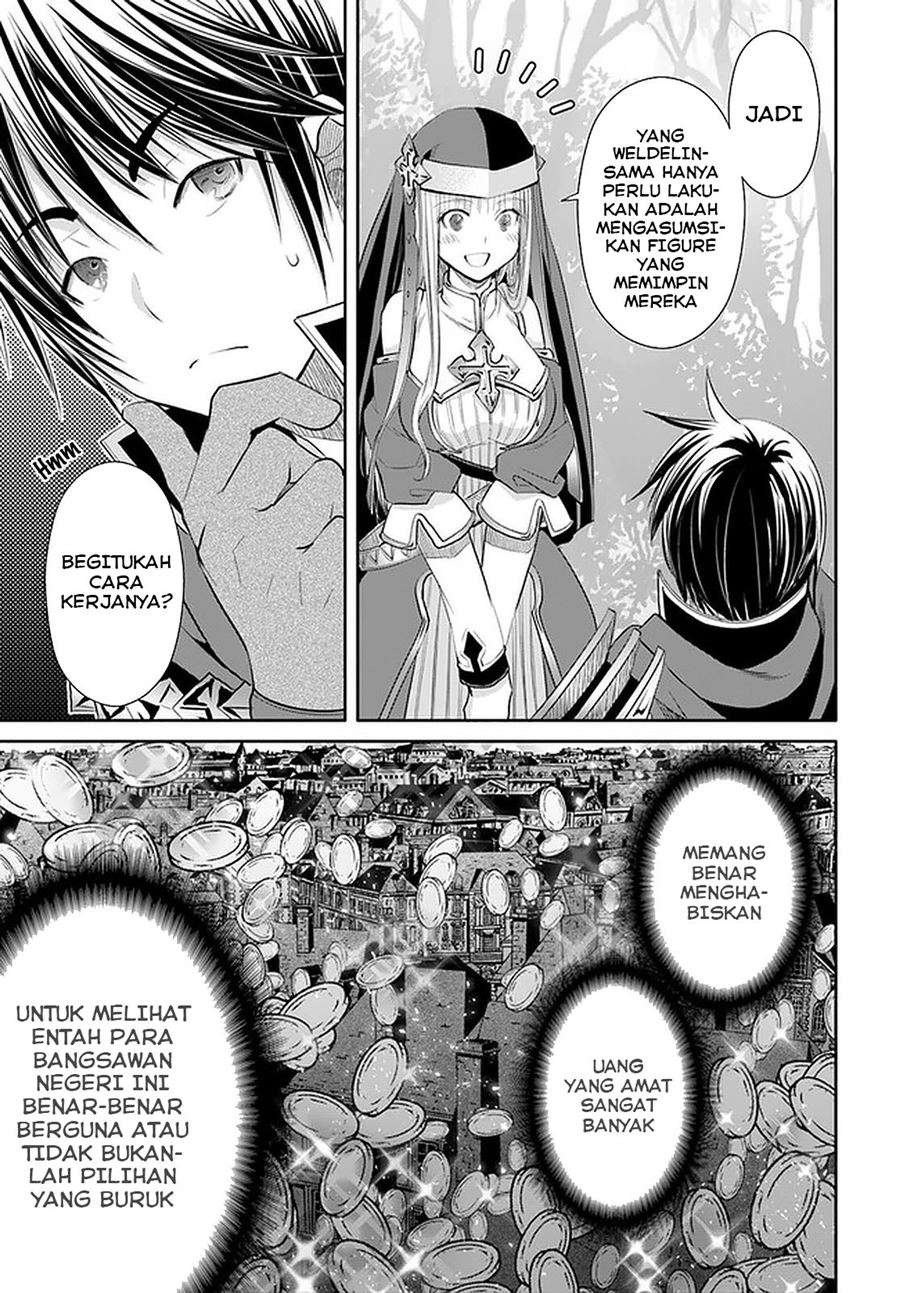 JADI
YANG
WELDELIN-
SAMA HANYA
PERLU LAKU-
KAN ADALAH
MENGASUMSI-
KAN FIGURE
YANG
MEMIMPIN
MEREKA
Hmm
BEGITUKAH
CARA
KERJANYA?
MEMANG
BENAR
MENGHA-
BISKAN
UANG
YANG AMAT
SANGAT
BANYAK
UNTUK MELIHAT
ENTAH PARA
BANGSAWAN
NEGERI INI
BENAR-BENAR
BERGUNA ATAU
TIDAK BUKAN-
LAH PILIHAN
YANG BURUK